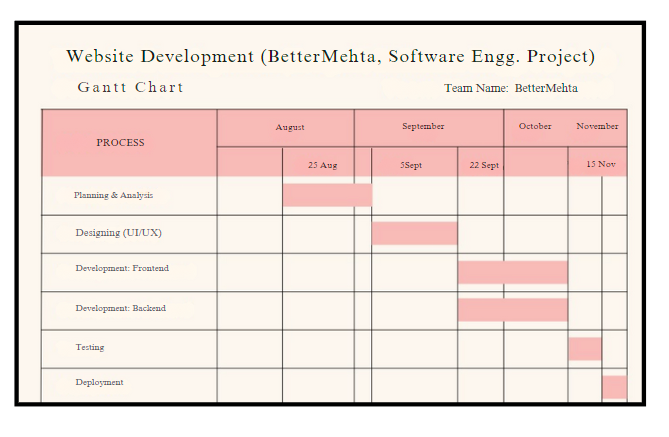 Website Development (BetterMehta, Software Engg. Project)
Gantt Chart
Team Name: BetterMehta
PROCESS
August September October November
25 Aug 5Sept 22 Sept 15 Nov
Planning & Analysis
Designing (UI/UX)
Development: Frontend
Development: Backend
Testing
Deployment